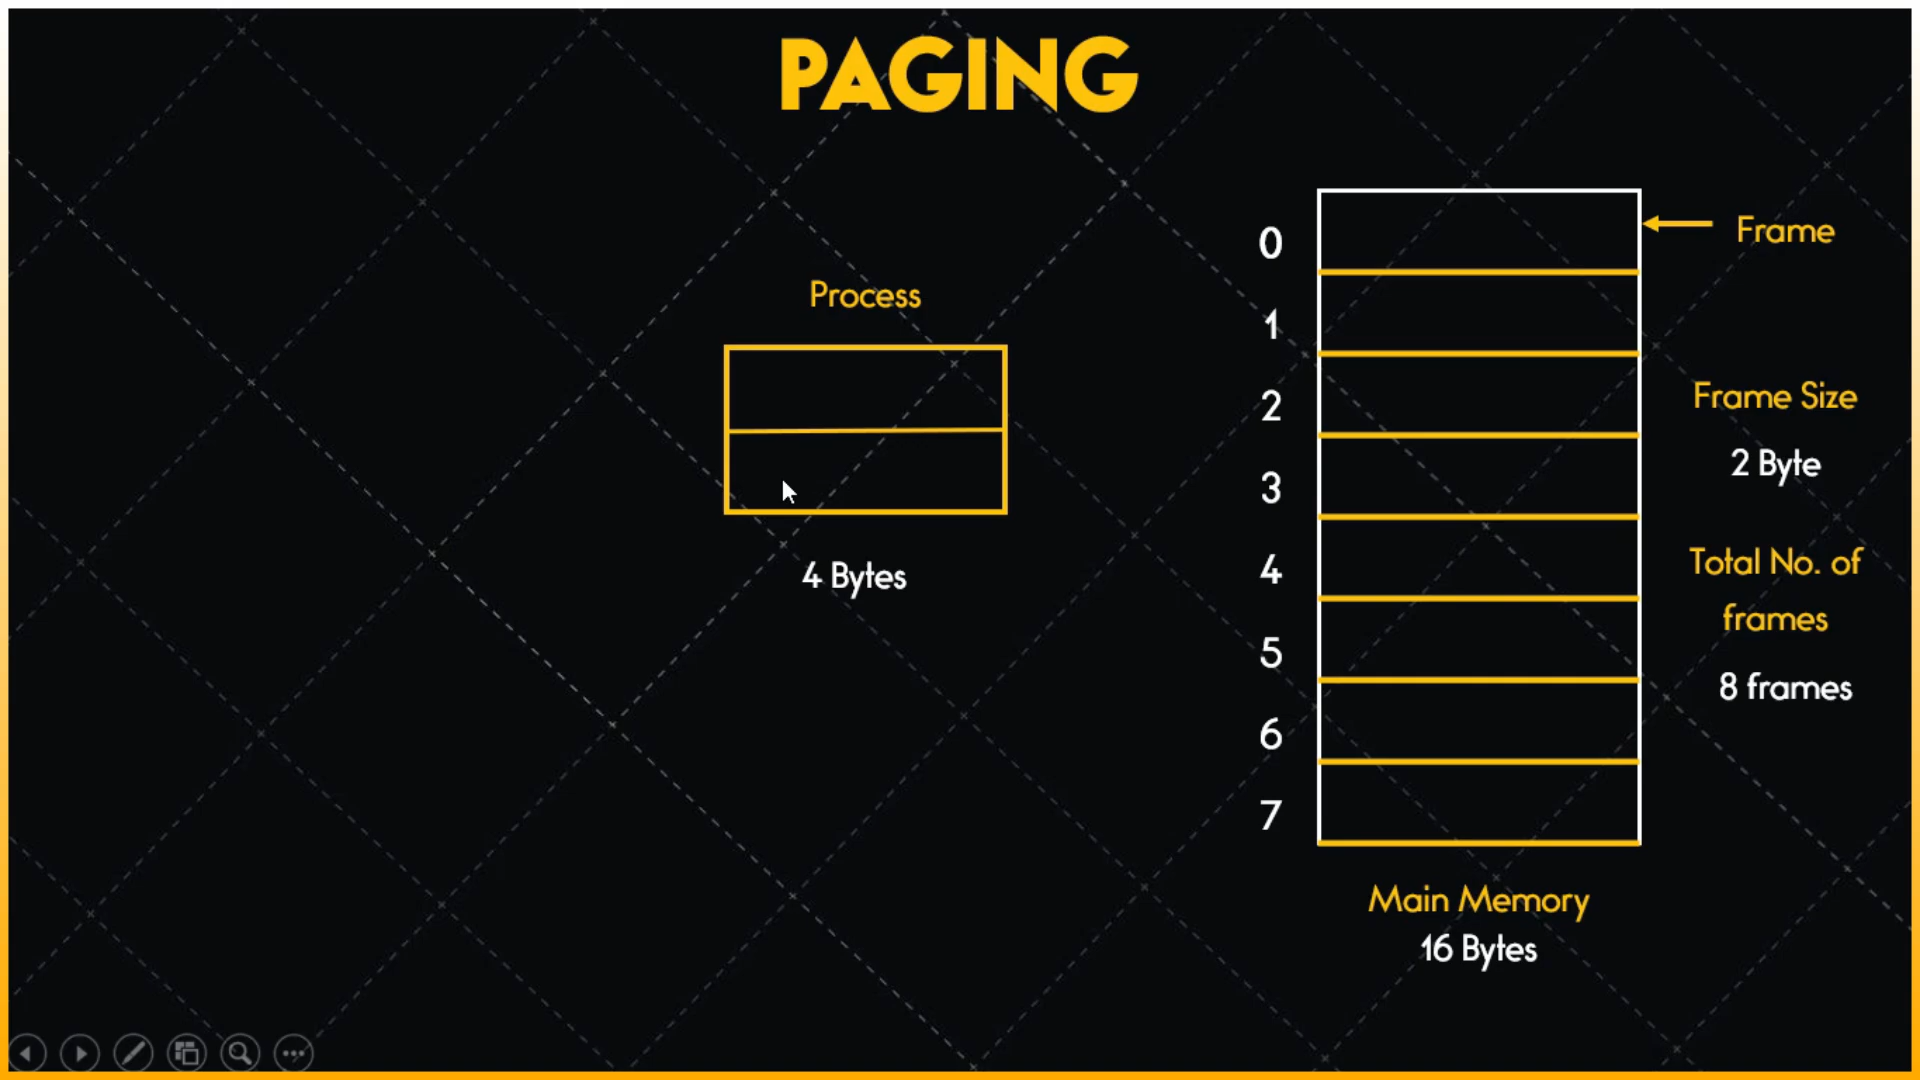 PAGING
Process
4 Bytes
0
1
2
3
4
5
6
7
Frame
Frame Size
2 Byte
Total No. of
frames
8 frames
Main Memory
16 Bytes